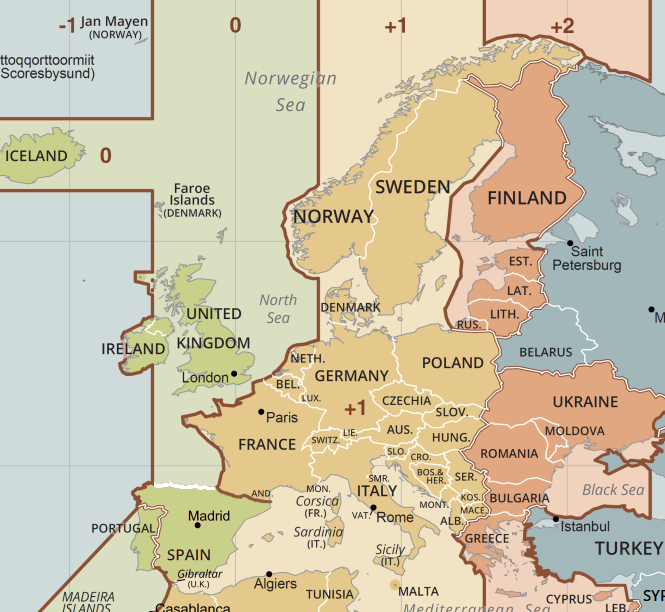 -1
Jan Mayen
(NORWAY)
0
+1
+2
ttoqqorttoormiit
Scoresbysund)
Norwegian
Sea
ICELAND
0
Faroe
Islands
(DENMARK)
NORWAY
SWEDEN
FINLAND
Saint
Petersburg
EST.
LAT.
LITH.
RUS.
M
North
Sea
DENMARK
UNITED
KINGDOM
IRELAND
London
NETH.
BEL.
LUX.
GERMANY
POLAND
BELARUS
+1
CZECHIA
SLOV.
UKRAINE
Paris
LIE.
AUS.
HUNG.
MOLDOVA
FRANCE
SWITZ.
SLO.
CRO.
ROMANIA
AND.
MON.
SMR.
BOS.&
HER.
SER.
Corsica
(FR.)
ITALY
MONT.
KOS.
MACE.
BULGARIA
Black Sea
VAT.
Rome
ALB.
PORTUGAL
Madrid
SPAIN
Sardinia
(IT.)
Sicily
(IT.)
GREECE
Istanbul
TURKEY
Gibraltar
(U.K.)
Algiers
TUNISIA
MALTA
MADEIRA
ISLANDS
Casablanca
Mediterranean Sea
CYPRUS
LEB.
SYR